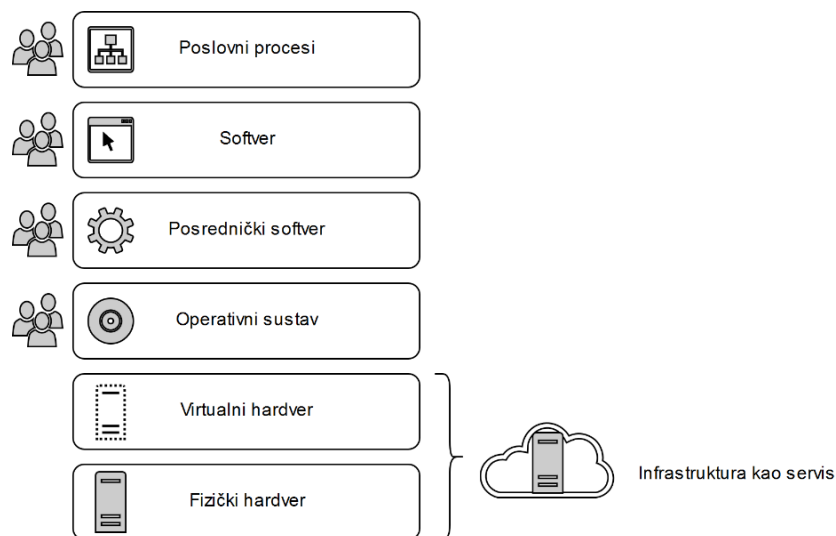 Poslovni procesi
Softver
Posrednički softver
Operativni sustav
Virtualni hardver
Infrastruktura kao servis
Fizički hardver